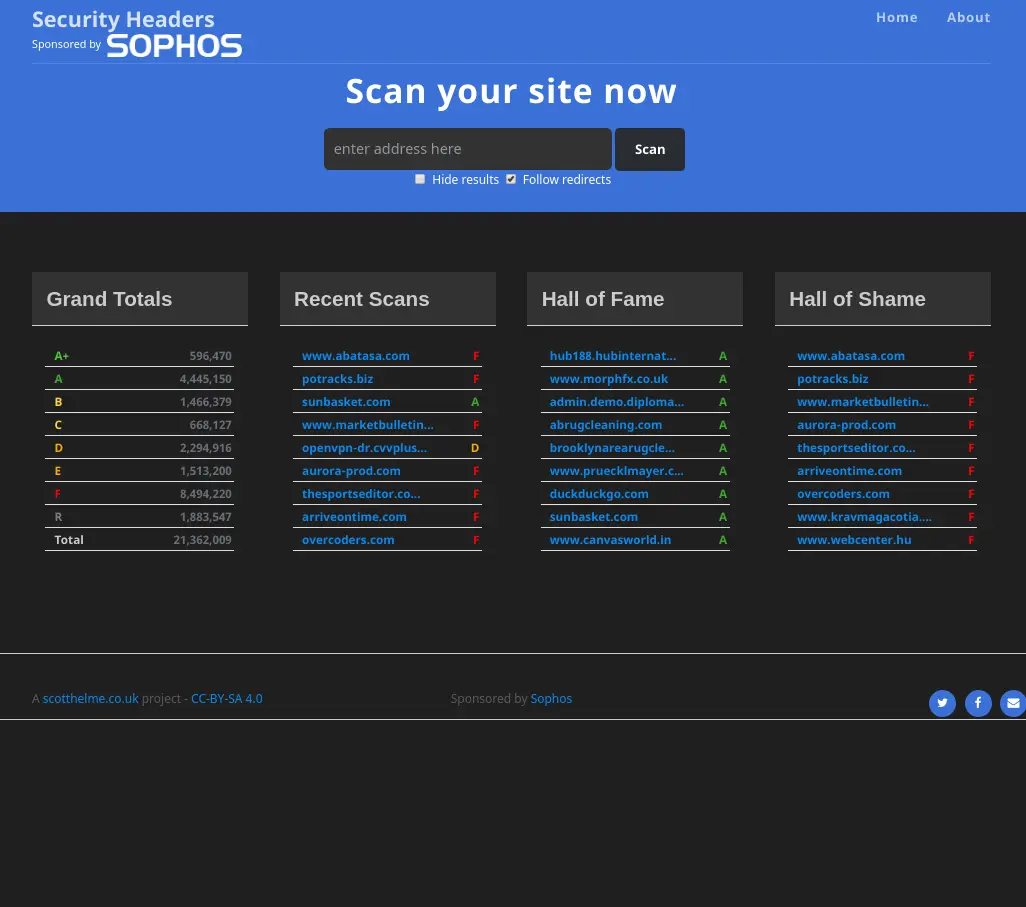 Security Headers
Home About
Sponsored by SOPHOS
Scan your site now
enter address here
Scan
Hide results Follow redirects
Grand Totals
A+ 596,470
A 4,445,150
B 1,466,379
C 668,127
D 2,294,916
E 1,513,200
F 8,494,220
R 1,883,547
Total 21,362,009
Recent Scans
www.abatasa.com F
potracks.biz F
sunbasket.com A
www.marketbulletin... F
openvpn-dr.cvvplus... D
aurora-prod.com F
thesportseditor.co... F
arriveontime.com F
overcoders.com F
Hall of Fame
hub188.hubinternat... A
www.morphfx.co.uk A
admin.demo.diploma... A
abrugcleaning.com A
brooklynarearugcle... A
www.pruecklmayer.c... A
duckduckgo.com A
sunbasket.com A
www.canvasworld.in A
Hall of Shame
www.abatasa.com F
potracks.biz F
www.marketbulletin... F
aurora-prod.com F
thesportseditor.co... F
arriveontime.com F
overcoders.com F
www.kravmagacotia.... F
www.webcenter.hu F
A scotthelme.co.uk project - CC-BY-SA 4.0
Sponsored by Sophos